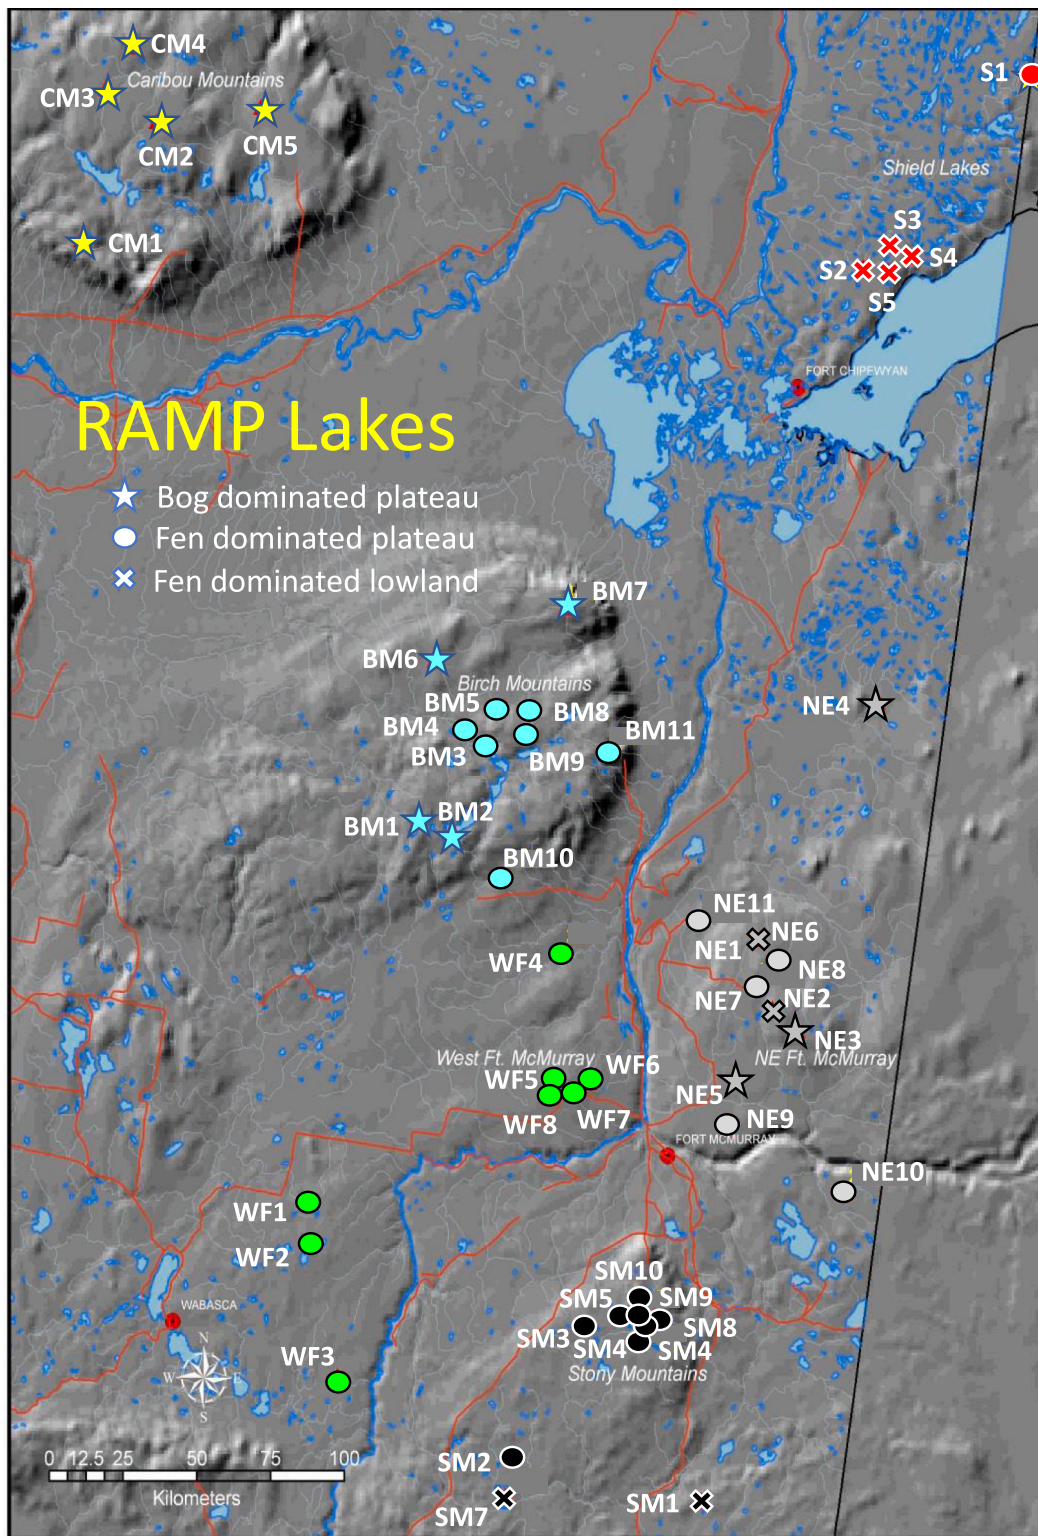 CM4
Caribou Mountains
CM3
CM2
CM5
CM1
S1
Shield Lakes
S3
S4
S2
S5
FORT CHIPEWYAN
RAMP Lakes
Bog dominated plateau
Fen dominated plateau
Fen dominated lowland
BM7
BM6
Birch Mountains
BM5
BM8
BM4
BM3
BM9
BM11
NE4
BM1
BM2
BM10
NE11
NE6
NE1
NE8
NE7
NE2
NE3
NE Ft. McMurray
WF4
West Ft. McMurray
WF5
WF6
WF8
WF7
NE5
NE9
FORT MCMURRAY
NE10
WF1
WF2
WABASCA
N
W E
S
WF3
SM10
SM5
SM9
SM3
SM8
SM4
SM4
Stony Mountains
0 12.5 25 50 75 100
Kilometers
SM2
SM7
SM1